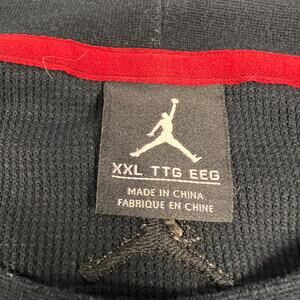 XXL TTG EEG
MADE IN CHINA
FABRIQUE EN CHINE